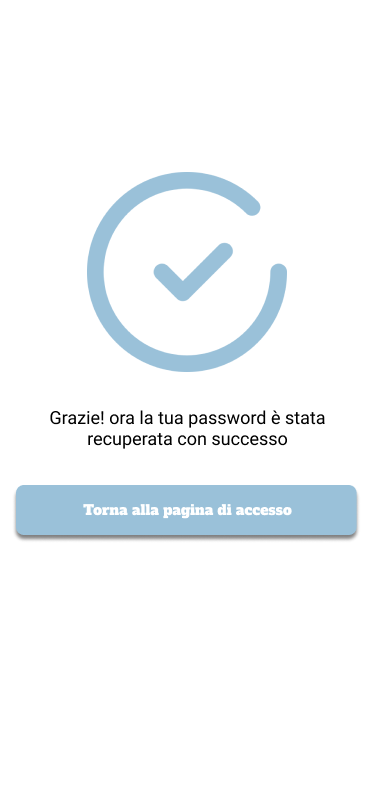 Grazie! ora la tua password è stata
recuperata con successo
Torna alla pagina di accesso